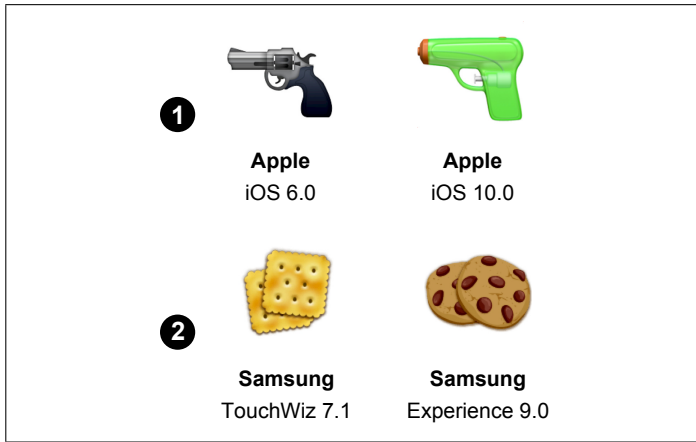 1
Apple Apple
iOS 6.0 iOS 10.0
2
Samsung Samsung
TouchWiz 7.1 Experience 9.0